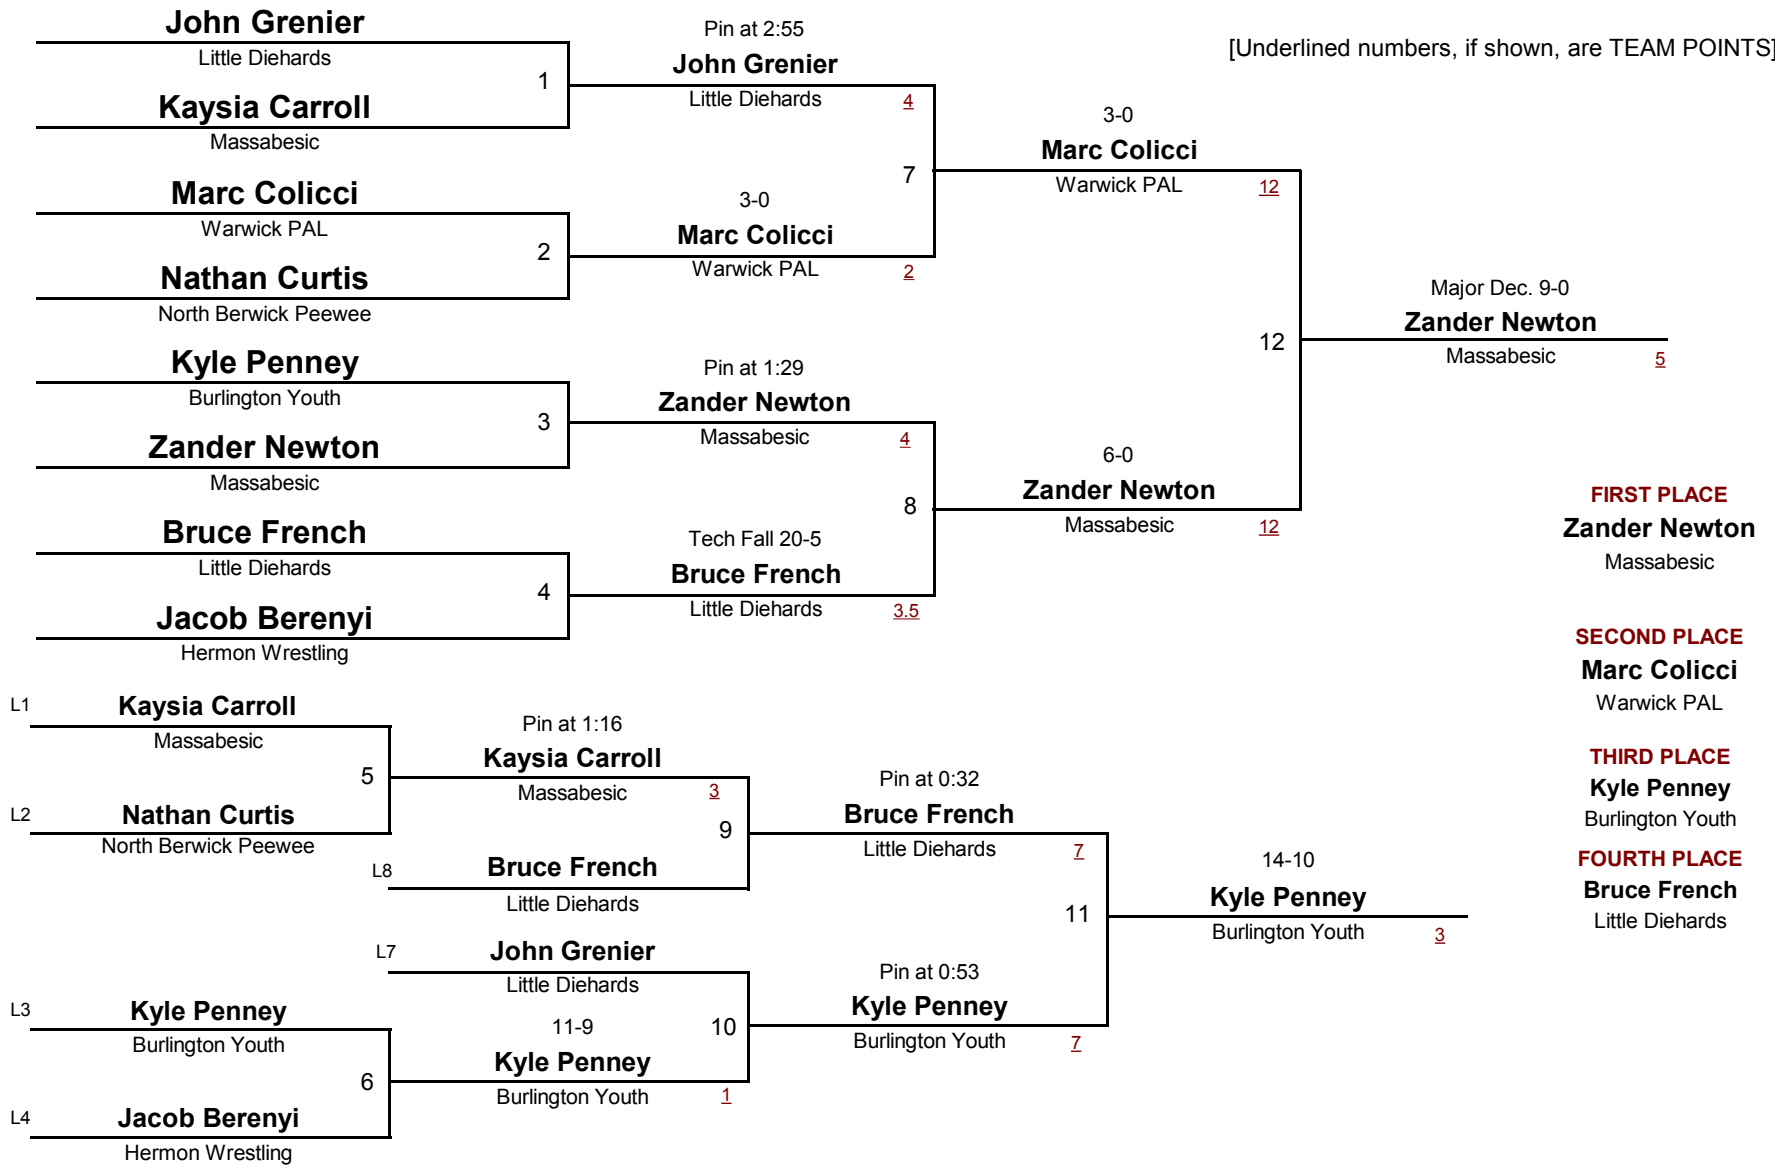 [Underlined numbers, if shown, are TEAM POINTS]
John Grenier
Little Diehards
1
Kaysia Carroll
Massabesic
Marc Colicci
Warwick PAL
2
Nathan Curtis
North Berwick Peewee
Kyle Penney
Burlington Youth
3
Zander Newton
Massabesic
Bruce French
Little Diehards
4
Jacob Berenyi
Hermon Wrestling
Pin at 2:55
John Grenier
Little Diehards 4
7
3-0
Marc Colicci
Warwick PAL 2
Pin at 1:29
Zander Newton
Massabesic 4
8
Tech Fall 20-5
Bruce French
Little Diehards 3.5
3-0
Marc Colicci
Warwick PAL 12
12
6-0
Zander Newton
Massabesic 12
Major Dec. 9-0
Zander Newton
Massabesic 5
L1 Kaysia Carroll
Massabesic
5
L2 Nathan Curtis
North Berwick Peewee
L3 Kyle Penney
Burlington Youth
6
L4 Jacob Berenyi
Hermon Wrestling
Pin at 1:16
Kaysia Carroll
Massabesic 3
9
L8 Bruce French
Little Diehards
L7 John Grenier
Little Diehards
11-9 10
Kyle Penney
Burlington Youth 1
Pin at 0:32
Bruce French
Little Diehards 7
11
Pin at 0:53
Kyle Penney
Burlington Youth 7
14-10
Kyle Penney
Burlington Youth 3
FIRST PLACE
Zander Newton
Massabesic
SECOND PLACE
Marc Colicci
Warwick PAL
THIRD PLACE
Kyle Penney
Burlington Youth
FOURTH PLACE
Bruce French
Little Diehards